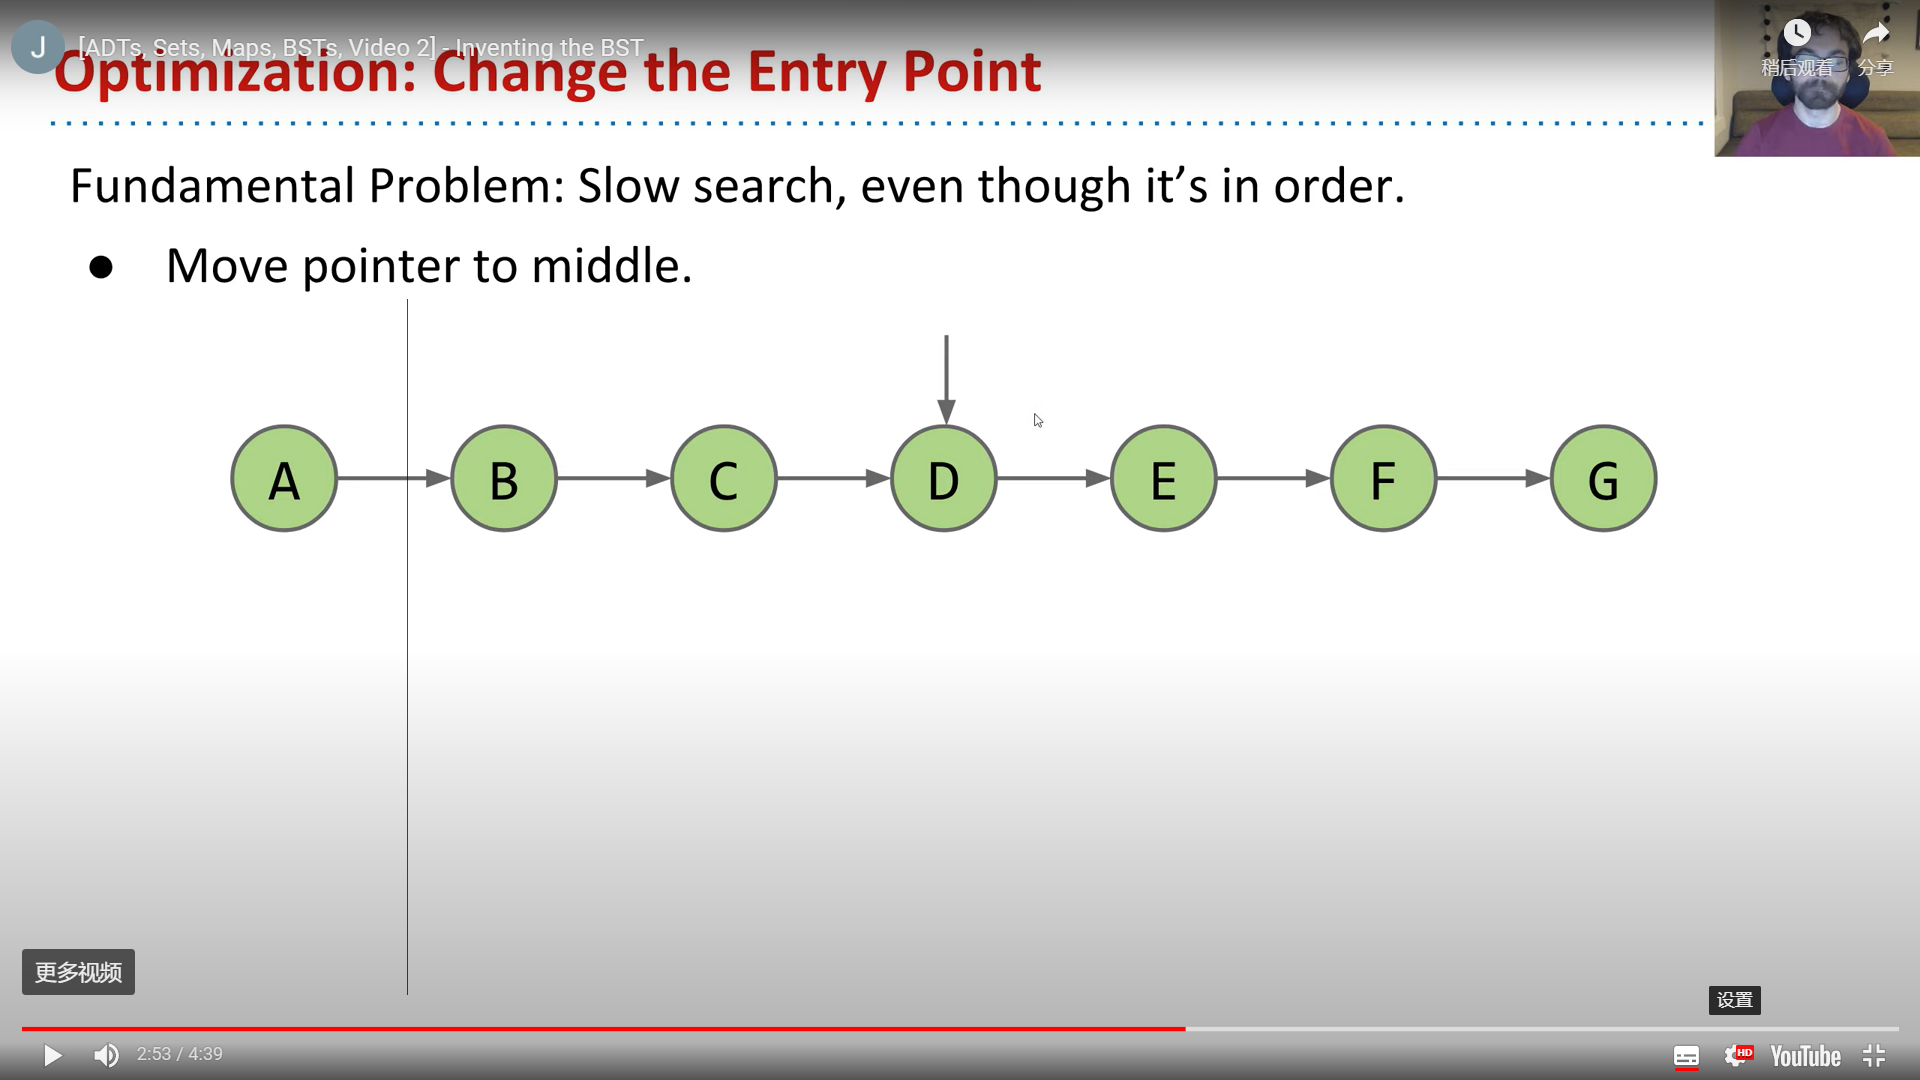 J
[ADTs, Sets, Maps, BSTs, Video 2] - Inventing the BST
稍后观看
分享
Optimization: Change the Entry Point
Fundamental Problem: Slow search, even though it’s in order.
● Move pointer to middle.
A B C D E F G
更多视频
设置
2:53 / 4:39
HD
YouTube